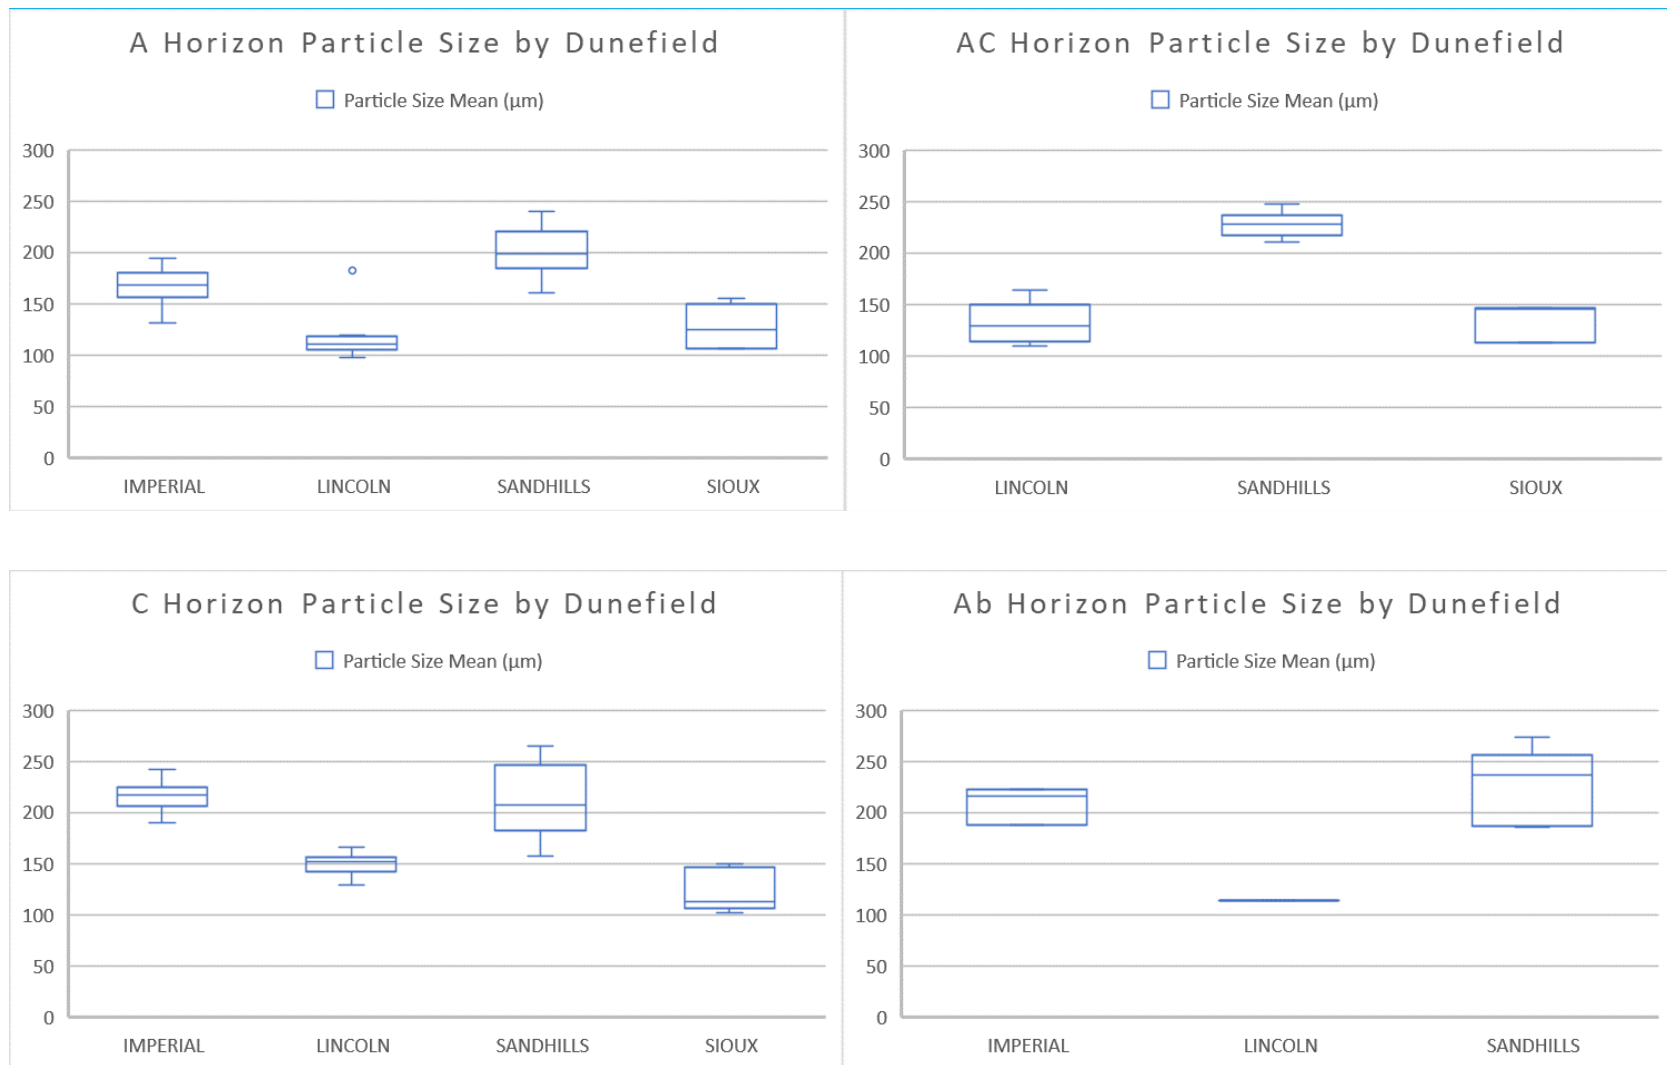 A Horizon Particle Size by Dunefield
Particle Size Mean (µm)
300
250
200
150
100
50
0
IMPERIAL LINCOLN SANDHILLS SIOUX
AC Horizon Particle Size by Dunefield
Particle Size Mean (µm)
300
250
200
150
100
50
0
LINCOLN SANDHILLS SIOUX
C Horizon Particle Size by Dunefield
Particle Size Mean (µm)
300
250
200
150
100
50
0
IMPERIAL LINCOLN SANDHILLS SIOUX
Ab Horizon Particle Size by Dunefield
Particle Size Mean (µm)
300
250
200
150
100
50
0
IMPERIAL LINCOLN SANDHILLS